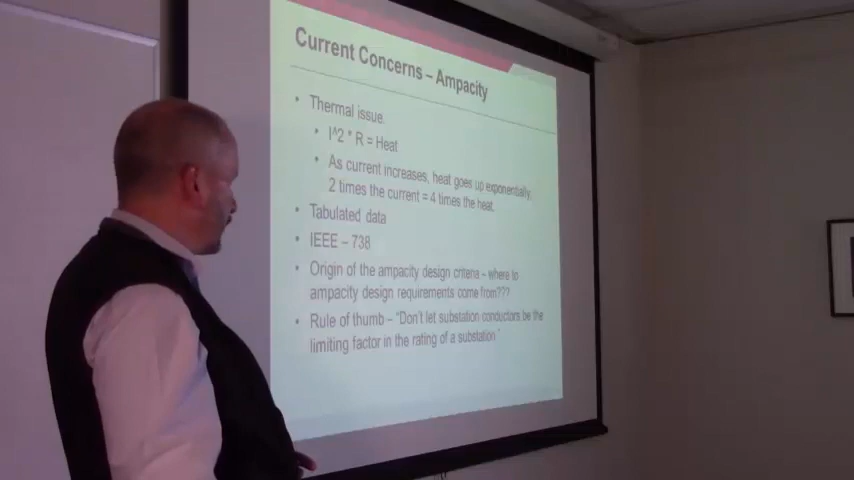 Current Concerns – Ampacity
• Thermal issue.
• I^2 * R = Heat
• As current increases, heat goes up exponentially,
2 times the current = 4 times the heat.
• Tabulated data
• IEEE – 738
• Origin of the ampacity design criteria – where to
ampacity design requirements come from???
• Rule of thumb – “Don't let substation conductors be the
limiting factor in the rating of a substation”